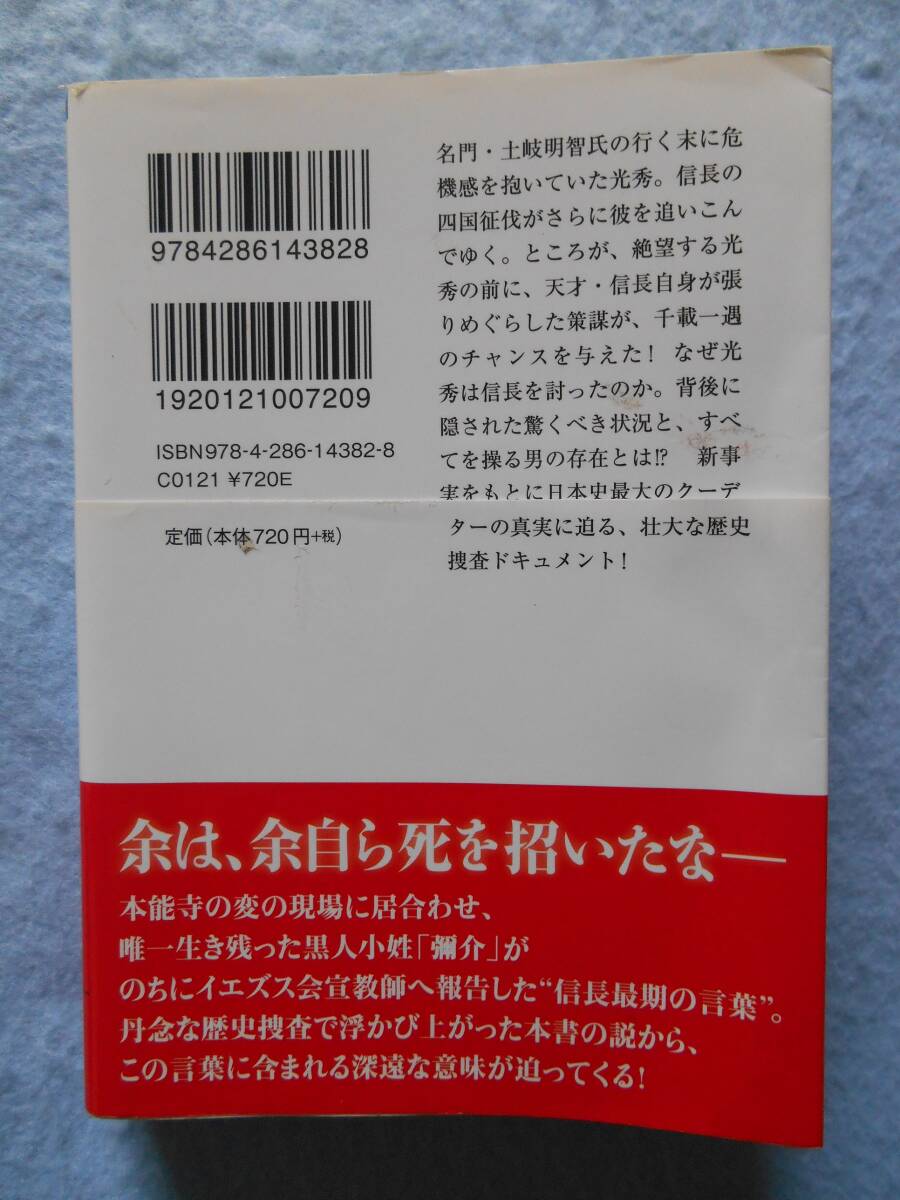 9784286143828
1920121007209
ISBN978-4-286-14382-8
C0121 ¥720E
定価(本体720円+税)
名門・土岐明智氏の行く末に危
機感を抱いていた光秀。信長の
四国征伐がさらに彼を追いこん
でゆく。ところが、絶望する光
秀の前に、天才・信長自身が張
りめぐらした策謀が、千載一遇
のチャンスを与えた! なぜ光
秀は信長を討ったのか。背後に
隠された驚くべき状況と、すべ
てを操る男の存在とは!? 新事
実をもとに日本史最大のクーデ
ターの真実に迫る、壮大な歴史
捜査ドキュメント!
余は、余自ら死を招いたな――
本能寺の変の現場に居合わせ、
唯一生き残った黒人小姓「彌介」が
のちにイエズス会宣教師へ報告した“信長最期の言葉”。
丹念な歴史捜査で浮かび上がった本書の説から、
この言葉に含まれる深遠な意味が迫ってくる!